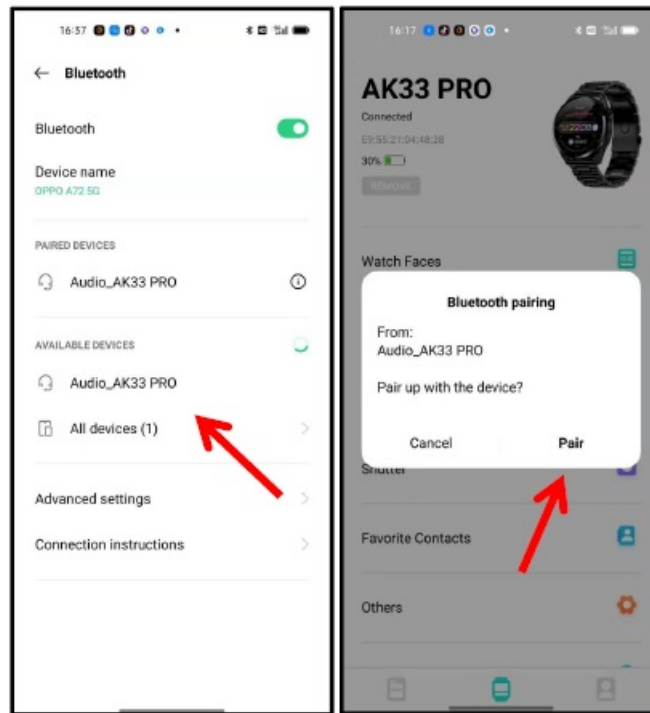 16:37
Bluetooth
Bluetooth
Device name
OPPO A72 5G
PAIRED DEVICES
Audio_AK33 PRO
AVAILABLE DEVICES
Audio_AK33 PRO
All devices (1)
Advanced settings
Connection instructions
16:17
AK33 PRO
Connected
E9:55:21:04:48:28
30%
REMOVE
Watch Faces
Bluetooth pairing
From:
Audio_AK33 PRO
Pair up with the device?
Cancel
Pair
Shutter
Favorite Contacts
Others